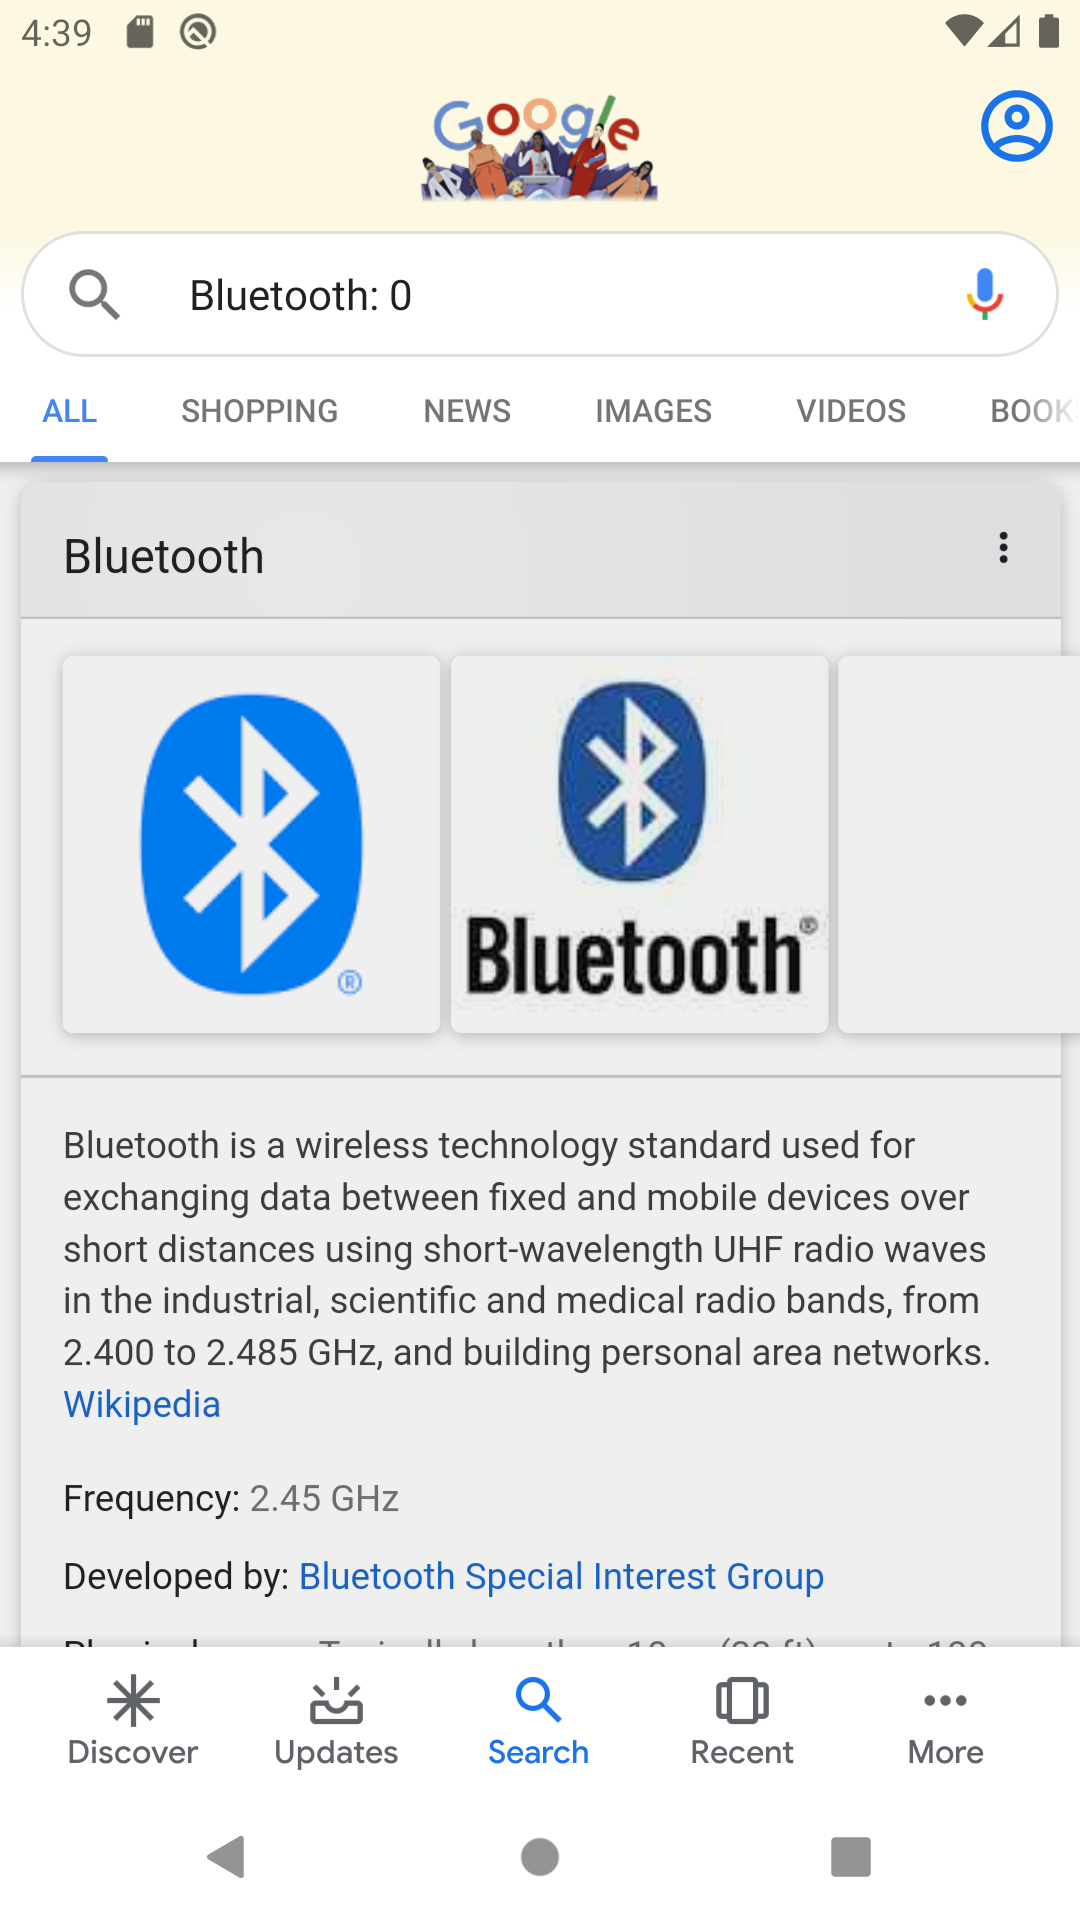 4:39
Google
Bluetooth: 0
ALL SHOPPING NEWS IMAGES VIDEOS BOOK
Bluetooth
®
Bluetooth®
Bluetooth is a wireless technology standard used for
exchanging data between fixed and mobile devices over
short distances using short-wavelength UHF radio waves
in the industrial, scientific and medical radio bands, from
2.400 to 2.485 GHz, and building personal area networks.
Wikipedia
Frequency: 2.45 GHz
Developed by: Bluetooth Special Interest Group
Discover Updates Search Recent More